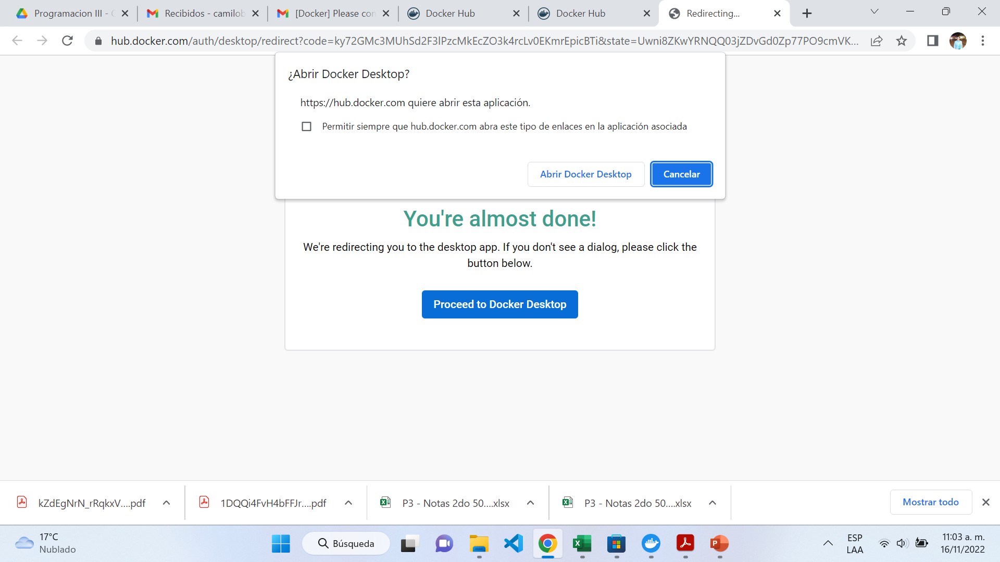 Programacion III -
Recibidos - camilob
[Docker] Please con
Docker Hub
Docker Hub
Redirecting...
hub.docker.com/auth/desktop/redirect?code=ky72GMc3MUhSd2F3lPzcMkEcZO3k4rcLv0EKmrEpicBTi&state=Uwni8ZKwYRNQQ03jZDvGd0Zp77PO9cmVK...
¿Abrir Docker Desktop?
https://hub.docker.com quiere abrir esta aplicación.
Permitir siempre que hub.docker.com abra este tipo de enlaces en la aplicación asociada
Abrir Docker Desktop
Cancelar
You're almost done!
We're redirecting you to the desktop app. If you don't see a dialog, please click the
button below.
Proceed to Docker Desktop
kZdEgNrN_rRqkxV....pdf
1DQQi4FvH4bFFJr....pdf
P3 - Notas 2do 50....xlsx
P3 - Notas 2do 50....xlsx
Mostrar todo
17°C
Nublado
Búsqueda
ESP
LAA
11:03 a. m.
16/11/2022